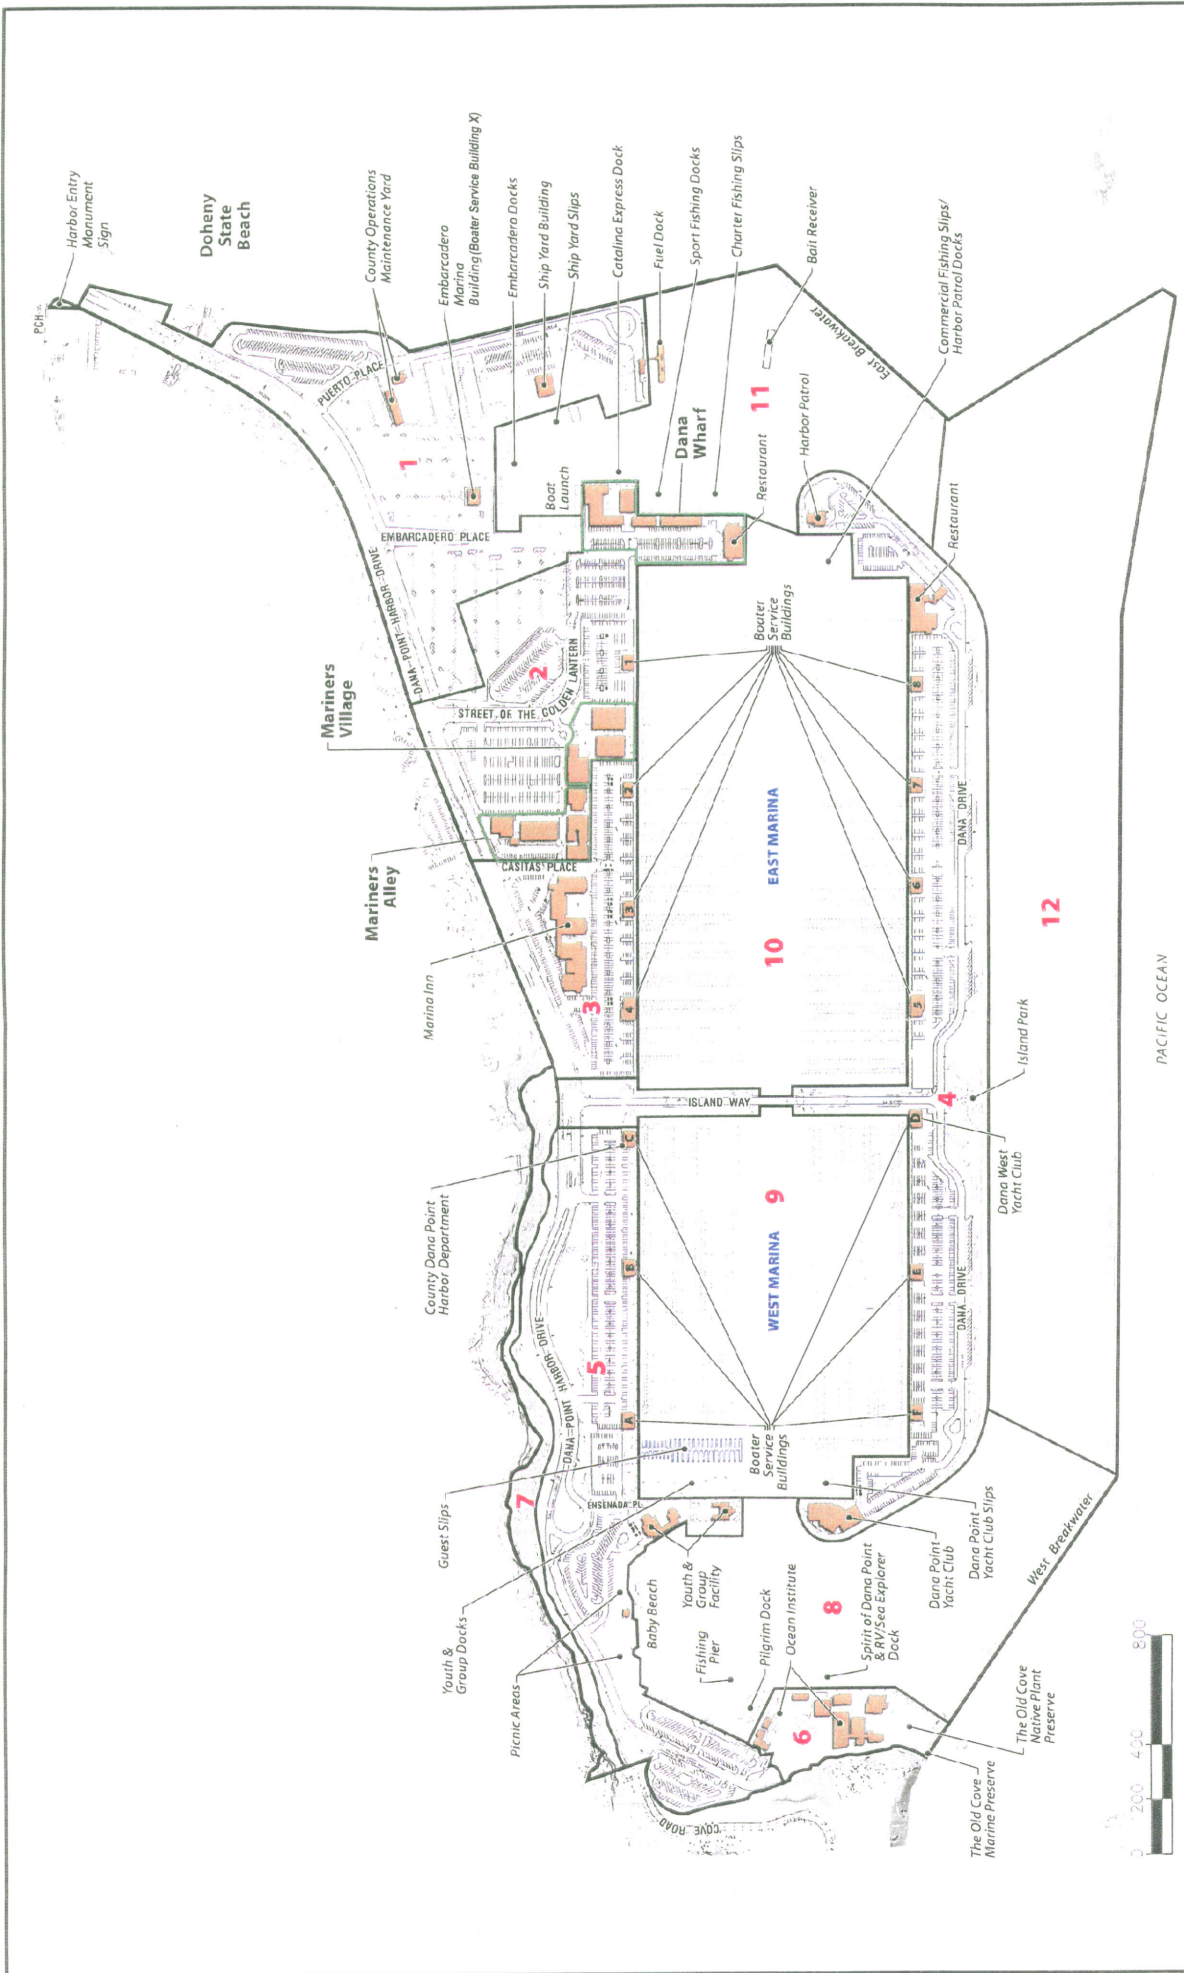 Harbor Entry
Monument
Sign
PCH
Doheny
State
Beach
PUERTO PLACE
County Operations
Maintenance Yard
Embarcadero
Marina
Building (Boater Service Building X)
Embarcadero Docks
Ship Yard Building
Ship Yard Slips
Catalina Express Dock
Fuel Dock
Sport Fishing Docks
Charter Fishing Slips
Bait Receiver
East Breakwater
Commercial Fishing Slips/
Harbor Patrol Docks
1
11
Boat
Launch
Dana
Wharf
Restaurant
Harbor Patrol
Restaurant
EMBARCADERO PLACE
DANA POINT HARBOR DRIVE
Mariners
Village
STREET OF THE GOLDEN LANTERN
2
Boater
Service
Buildings
1
2
3
4
8
7
6
5
Mariners
Alley
CASITAS PLACE
Marina Inn
3
EAST MARINA
10
DANA DRIVE
12
PACIFIC OCEAN
ISLAND WAY
4
Island Park
Dana West
Yacht Club
County Dana Point
Harbor Department
C
B
A
D
E
F
WEST MARINA
9
5
7
DANA POINT HARBOR DRIVE
DANA DRIVE
Boater
Service
Buildings
Guest Slips
ENSENADA PL.
Youth &
Group Docks
Picnic Areas
Baby Beach
Youth &
Group
Facility
Fishing
Pier
Pilgrim Dock
Ocean Institute
8
Spirit of Dana Point
& RV/Sea Explorer
Dock
Dana Point
Yacht Club
Dana Point
Yacht Club Slips
West Breakwater
6
COVE ROAD
The Old Cove
Marine Preserve
The Old Cove
Native Plant
Preserve
0 200 400 800